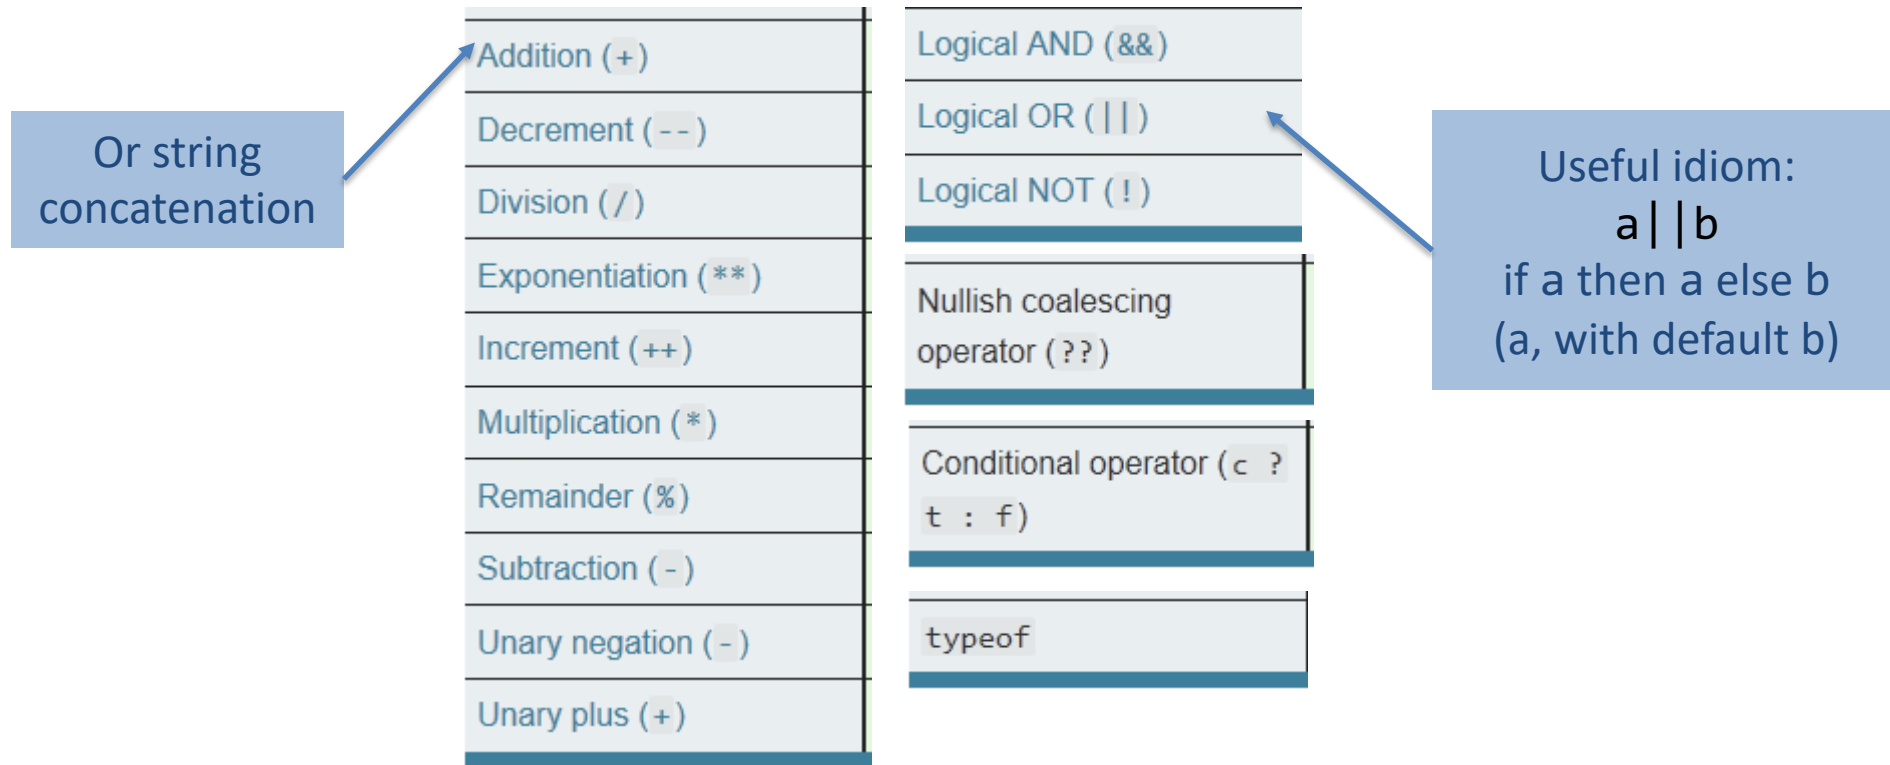 Or string
concatenation
Addition (+)
Decrement (--)
Division (/)
Exponentiation (**)
Increment (++)
Multiplication (*)
Remainder (%)
Subtraction (-)
Unary negation (-)
Unary plus (+)
Logical AND (&&)
Logical OR (||)
Logical NOT (!)
Nullish coalescing
operator (??)
Conditional operator (c ?
t : f)
typeof
Useful idiom:
a||b
if a then a else b
(a, with default b)